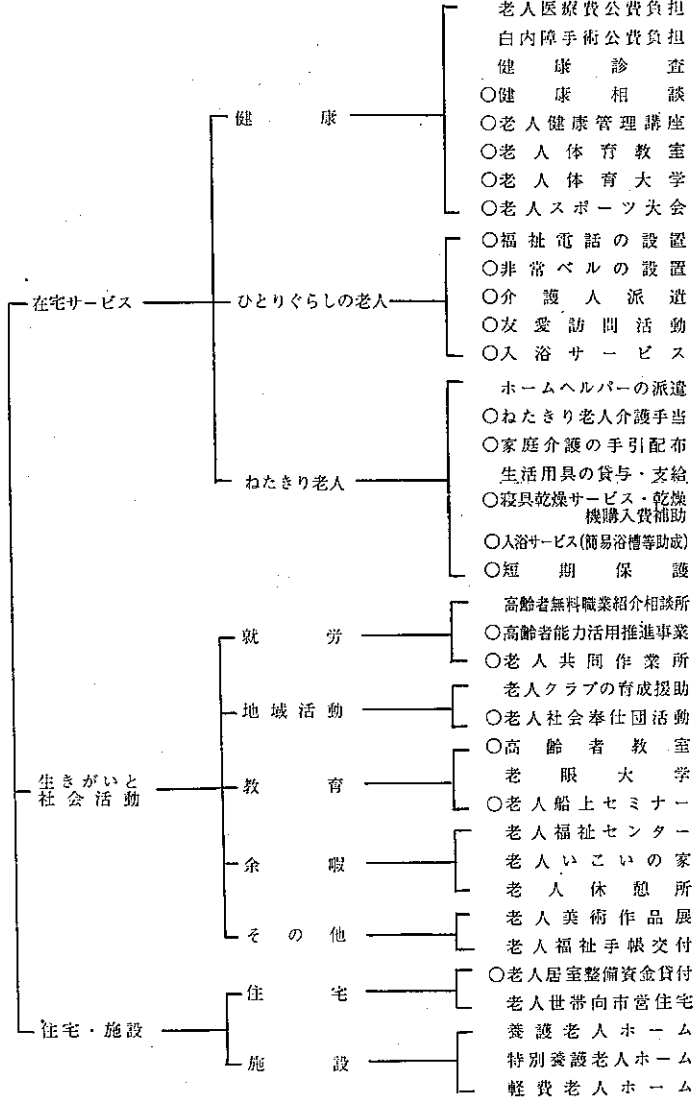 老人医療費公費負担
白内障手術公費負担
健康診査
○健康相談
○老人健康管理講座
○老人体育教室
○老人体育大学
○老人スポーツ大会
健康
○福祉電話の設置
○非常ベルの設置
○介護人派遣
○友愛訪問活動
○入浴サービス
在宅サービス
ひとりぐらしの老人
ホームヘルパーの派遣
○ねたきり老人介護手当
○家庭介護の手引配布
生活用具の貸与・支給
○寝具乾燥サービス・乾燥
機購入費補助
○入浴サービス(簡易浴槽等助成)
○短期保護
ねたきり老人
高齢者無料職業紹介相談所
○高齢者能力活用推進事業
○老人共同作業所
就労
老人クラブの育成援助
○老人社会奉仕団活動
地域活動
○高齢者教室
老眼大学
○老人船上セミナー
生きがいと
社会活動
教育
老人福祉センター
老人いこいの家
老人休憩所
余暇
老人美術作品展
老人福祉手帳交付
その他
○老人居室整備資金貸付
老人世帯向市営住宅
住宅
住宅・施設
養護老人ホーム
特別養護老人ホーム
軽費老人ホーム
施設